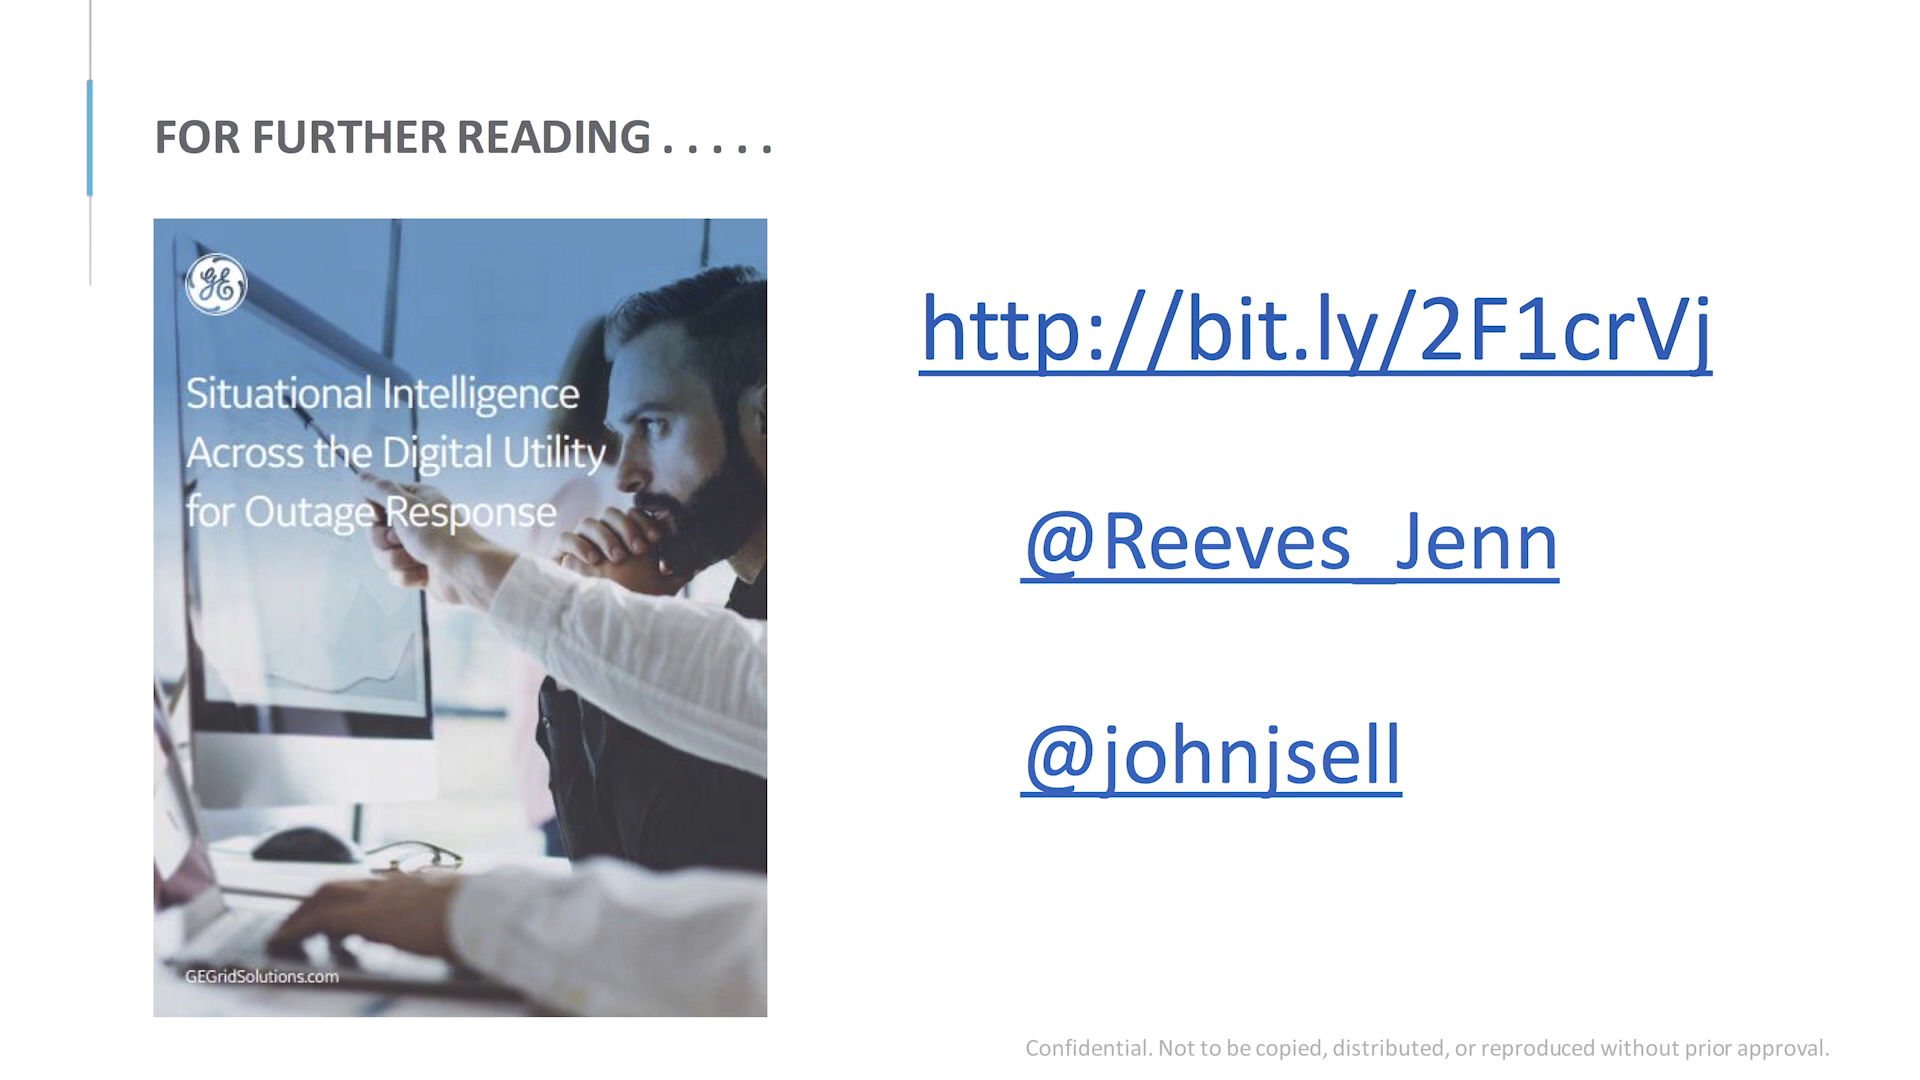 FOR FURTHER READING . . . . .
GE
Situational Intelligence
Across the Digital Utility
for Outage Response
GEGridSolutions.com
http://bit.ly/2F1crVj
@Reeves_Jenn
@johnjsell
Confidential. Not to be copied, distributed, or reproduced without prior approval.